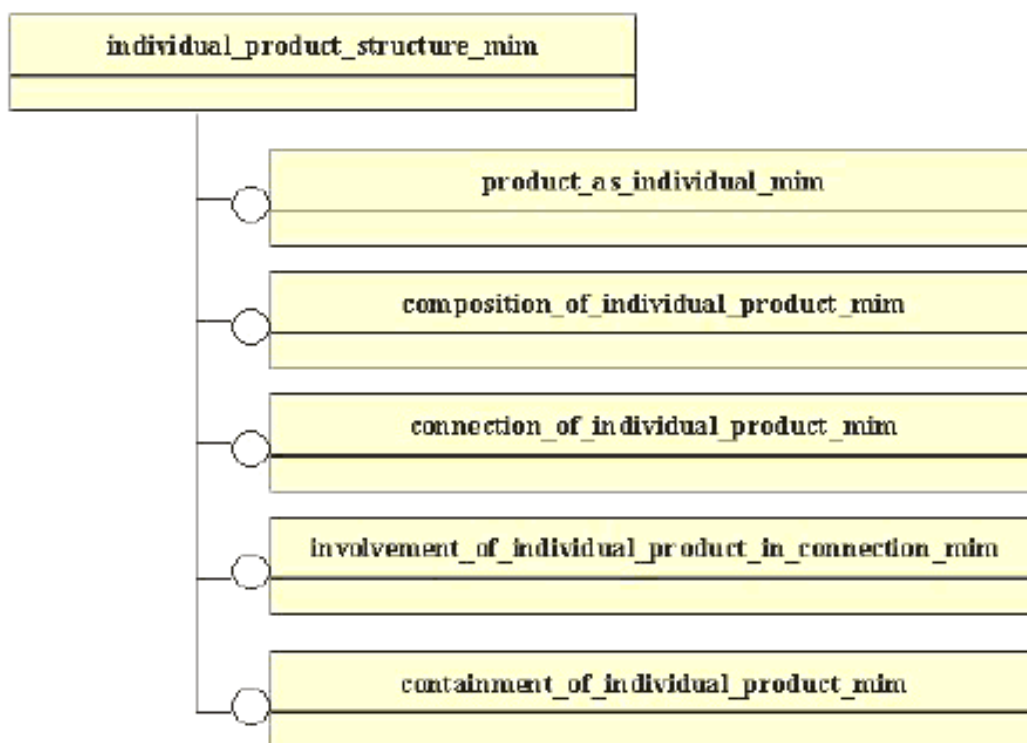 individual_product_structure_mim
product_as_individual_mim
composition_of_individual_product_mim
connection_of_individual_product_mim
involvement_of_individual_product_in_connection_mim
containment_of_individual_product_mim